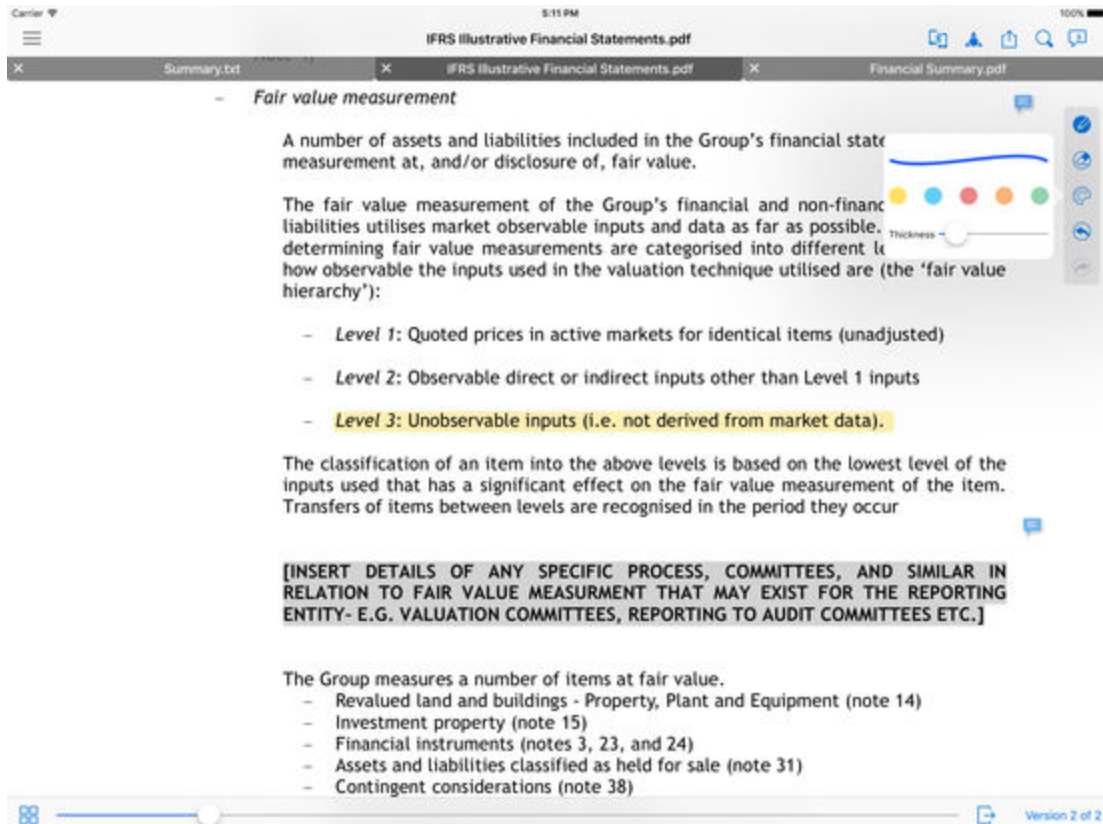 Carrier 5:11 PM 100%
IFRS Illustrative Financial Statements.pdf
Summary.txt IFRS Illustrative Financial Statements.pdf Financial Summary.pdf
– Fair value measurement
A number of assets and liabilities included in the Group’s financial state
measurement at, and/or disclosure of, fair value.
The fair value measurement of the Group’s financial and non-financ
liabilities utilises market observable inputs and data as far as possible.
determining fair value measurements are categorised into different le
how observable the inputs used in the valuation technique utilised are (the ‘fair value
hierarchy’):
Thickness
– Level 1: Quoted prices in active markets for identical items (unadjusted)
– Level 2: Observable direct or indirect inputs other than Level 1 inputs
– Level 3: Unobservable inputs (i.e. not derived from market data).
The classification of an item into the above levels is based on the lowest level of the
inputs used that has a significant effect on the fair value measurement of the item.
Transfers of items between levels are recognised in the period they occur
[INSERT DETAILS OF ANY SPECIFIC PROCESS, COMMITTEES, AND SIMILAR IN
RELATION TO FAIR VALUE MEASURMENT THAT MAY EXIST FOR THE REPORTING
ENTITY- E.G. VALUATION COMMITTEES, REPORTING TO AUDIT COMMITTEES ETC.]
The Group measures a number of items at fair value.
– Revalued land and buildings - Property, Plant and Equipment (note 14)
– Investment property (note 15)
– Financial instruments (notes 3, 23, and 24)
– Assets and liabilities classified as held for sale (note 31)
– Contingent considerations (note 38)
Version 2 of 2